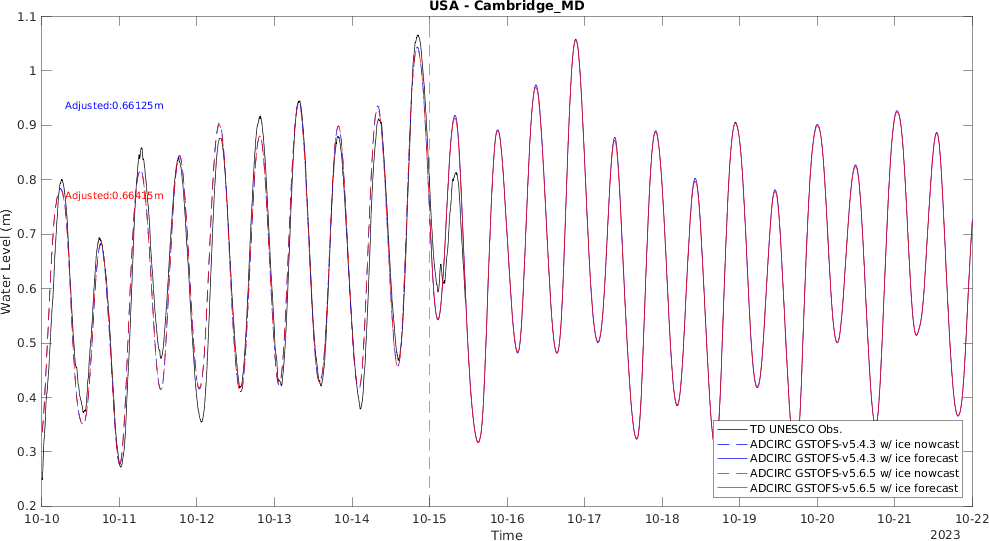 USA - Cambridge_MD
1.1
1
0.9
0.8
0.7
0.6
0.5
0.4
0.3
0.2
Water Level (m)
Adjusted:0.66125m
Adjusted:0.66415m
TD UNESCO Obs.
ADCIRC GSTOFS-v5.4.3 w/ ice nowcast
ADCIRC GSTOFS-v5.4.3 w/ ice forecast
ADCIRC GSTOFS-v5.6.5 w/ ice nowcast
ADCIRC GSTOFS-v5.6.5 w/ ice forecast
10-10 10-11 10-12 10-13 10-14 10-15 10-16 10-17 10-18 10-19 10-20 10-21 10-22
Time
2023